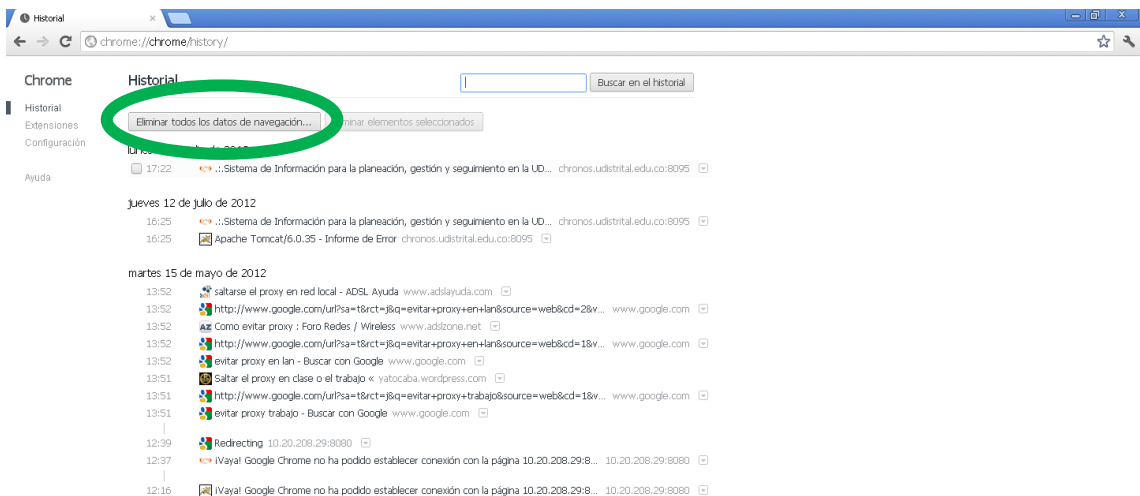 Historial
chrome://chrome/history/
Chrome
Historial
Buscar en el historial
Historial
Extensiones
Configuración
Ayuda
Eliminar todos los datos de navegación...
elementos seleccionados
17:22 .:.Sistema de Información para la planeación, gestión y seguimiento en la UD... chronos.udistrital.edu.co:8095
jueves 12 de julio de 2012
16:25 .:.Sistema de Información para la planeación, gestión y seguimiento en la UD... chronos.udistrital.edu.co:8095
16:25 Apache Tomcat/6.0.35 - Informe de Error chronos.udistrital.edu.co:8095
martes 15 de mayo de 2012
13:52 saltarse el proxy en red local - ADSL Ayuda www.adslayuda.com
13:52 http://www.google.com/url?sa=t&rct=j&q=evitar+proxy+en+lan&source=web&cd=2&v... www.google.com
13:52 AZ Como evitar proxy : Foro Redes / Wireless www.adslzone.net
13:52 http://www.google.com/url?sa=t&rct=j&q=evitar+proxy+en+lan&source=web&cd=1&v... www.google.com
13:52 evitar proxy en lan - Buscar con Google www.google.com
13:51 Saltar el proxy en clase o el trabajo « yatocaba.wordpress.com
13:51 http://www.google.com/url?sa=t&rct=j&q=evitar+proxy+trabajo&source=web&cd=1&v... www.google.com
13:51 evitar proxy trabajo - Buscar con Google www.google.com
12:39 Redirecting 10.20.208.29:8080
12:37 ¡Vaya! Google Chrome no ha podido establecer conexión con la página 10.20.208.29:8... 10.20.208.29:8080
12:16 ¡Vaya! Google Chrome no ha podido establecer conexión con la página 10.20.208.29:8... 10.20.208.29:8080